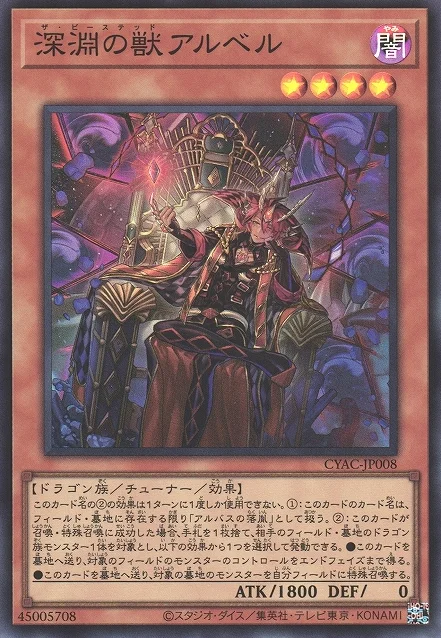 ザ・ビーステッド
深淵の獣アルベル
やみ
闇
CYAC-JP008
【ドラゴン族／チューナー／効果】
このカード名の②の効果は1ターンに1度しか使用できない。①：このカードのカード名は、
フィールド・墓地に存在する限り「アルバスの落胤」として扱う。②：このカードが
召喚・特殊召喚に成功した場合、手札を1枚捨て、相手のフィールド・墓地のドラゴン
族モンスター1体を対象とし、以下の効果から1つを選択して発動できる。●このカードを
墓地へ送り、対象のフィールドのモンスターのコントロールをエンドフェイズまで得る。
●このカードを墓地へ送り、対象の墓地のモンスターを自分フィールドに特殊召喚する。
ATK/1800 DEF/ 0
45005708 ©スタジオ・ダイス／集英社・テレビ東京・KONAMI